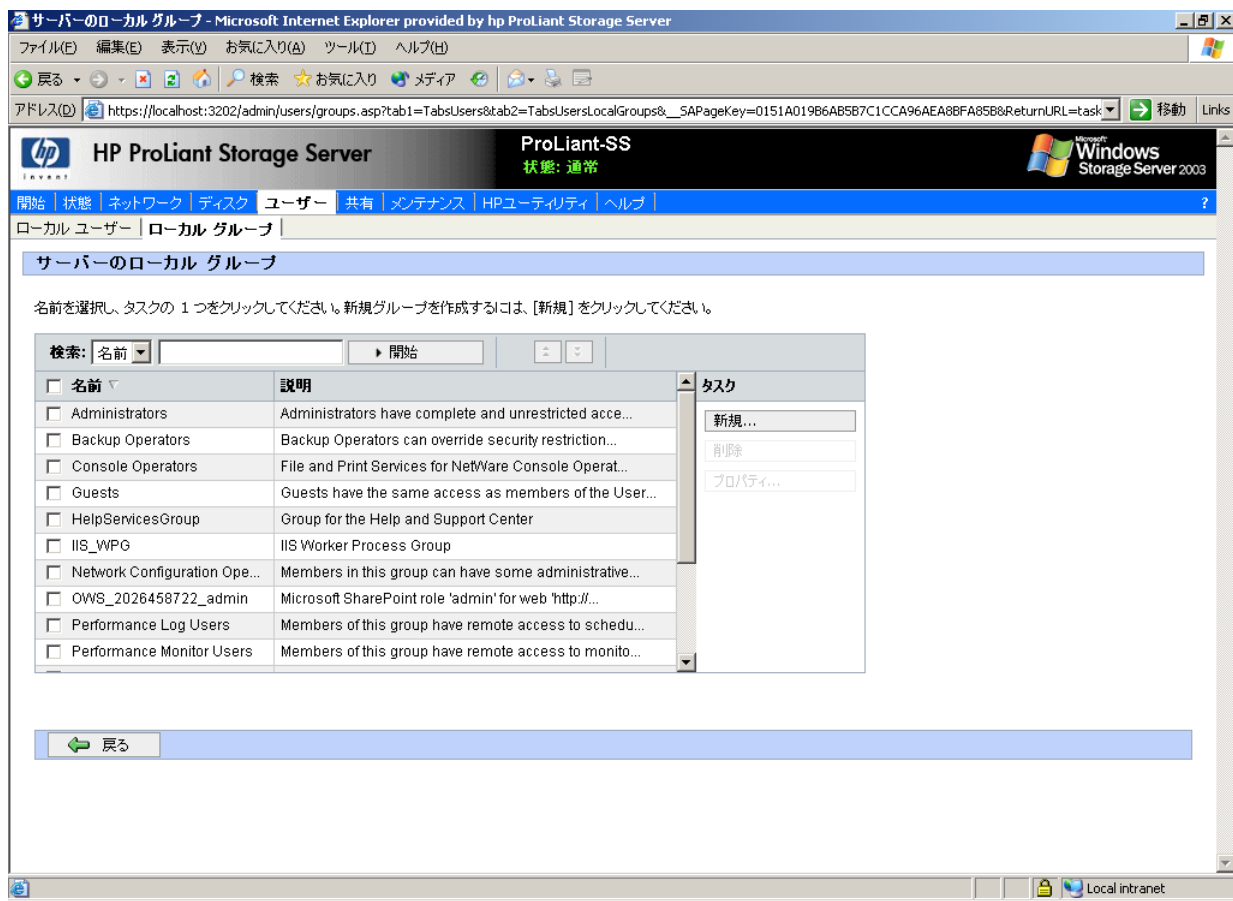 サーバーのローカル グループ - Microsoft Internet Explorer provided by hp ProLiant Storage Server
ファイル(F) 編集(E) 表示(V) お気に入り(A) ツール(T) ヘルプ(H)
戻る 検索 お気に入り メディア
アドレス(D) https://localhost:3202/admin/users/groups.asp?tab1=TabsUsers&tab2=TabsUsersLocalGroups&__SAPageKey=0151A019B6AB5B7C1CCA96AEA8BFA85B&ReturnURL=task 移動 Links
hp invent HP ProLiant Storage Server
ProLiant-SS
状態: 通常
Microsoft Windows Storage Server 2003
開始 状態 ネットワーク ディスク ユーザー 共有 メンテナンス HPユーティリティ ヘルプ ?
ローカル ユーザー ローカル グループ
サーバーのローカル グループ
名前を選択し、タスクの 1 つをクリックしてください。新規グループを作成するには、[新規] をクリックしてください。
検索: 名前 開始
名前 説明 タスク
Administrators Administrators have complete and unrestricted acce...
新規...
Backup Operators Backup Operators can override security restriction...
削除
Console Operators File and Print Services for NetWare Console Operat...
プロパティ...
Guests Guests have the same access as members of the User...
HelpServicesGroup Group for the Help and Support Center
IIS_WPG IIS Worker Process Group
Network Configuration Ope... Members in this group can have some administrative...
OWS_2026458722_admin Microsoft SharePoint role 'admin' for web 'http://...
Performance Log Users Members of this group have remote access to schedu...
Performance Monitor Users Members of this group have remote access to monito...
戻る
Local intranet